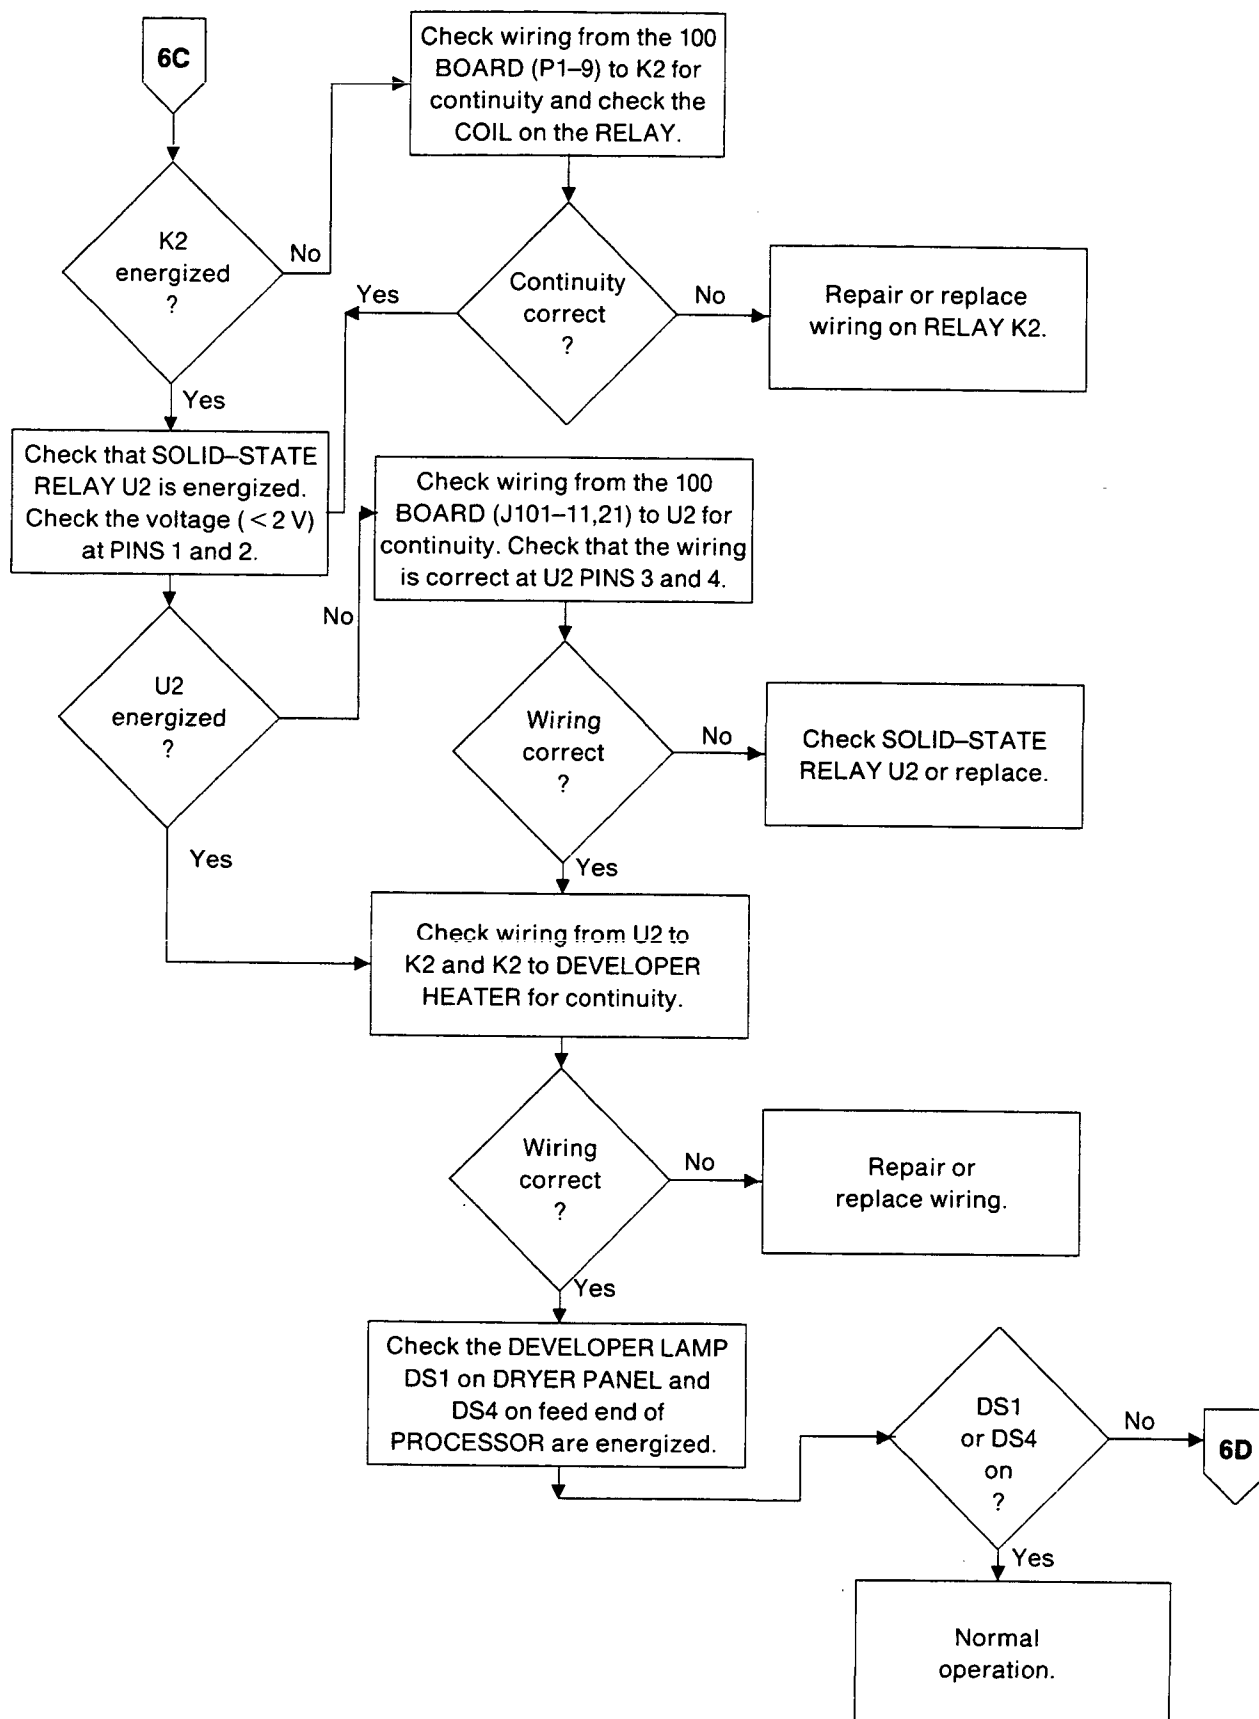 6C
Check wiring from the 100
BOARD (P1–9) to K2 for
continuity and check the
COIL on the RELAY.
K2
energized
?
No
Yes
Continuity
correct
?
Yes
No
Repair or replace
wiring on RELAY K2.
Check that SOLID–STATE
RELAY U2 is energized.
Check the voltage ( < 2 V)
at PINS 1 and 2.
Check wiring from the 100
BOARD (J101–11,21) to U2 for
continuity. Check that the wiring
is correct at U2 PINS 3 and 4.
U2
energized
?
No
Yes
Wiring
correct
?
No
Yes
Check SOLID–STATE
RELAY U2 or replace.
Check wiring from U2 to
K2 and K2 to DEVELOPER
HEATER for continuity.
Wiring
correct
?
No
Yes
Repair or
replace wiring.
Check the DEVELOPER LAMP
DS1 on DRYER PANEL and
DS4 on feed end of
PROCESSOR are energized.
DS1
or DS4
on
?
No
6D
Yes
Normal
operation.